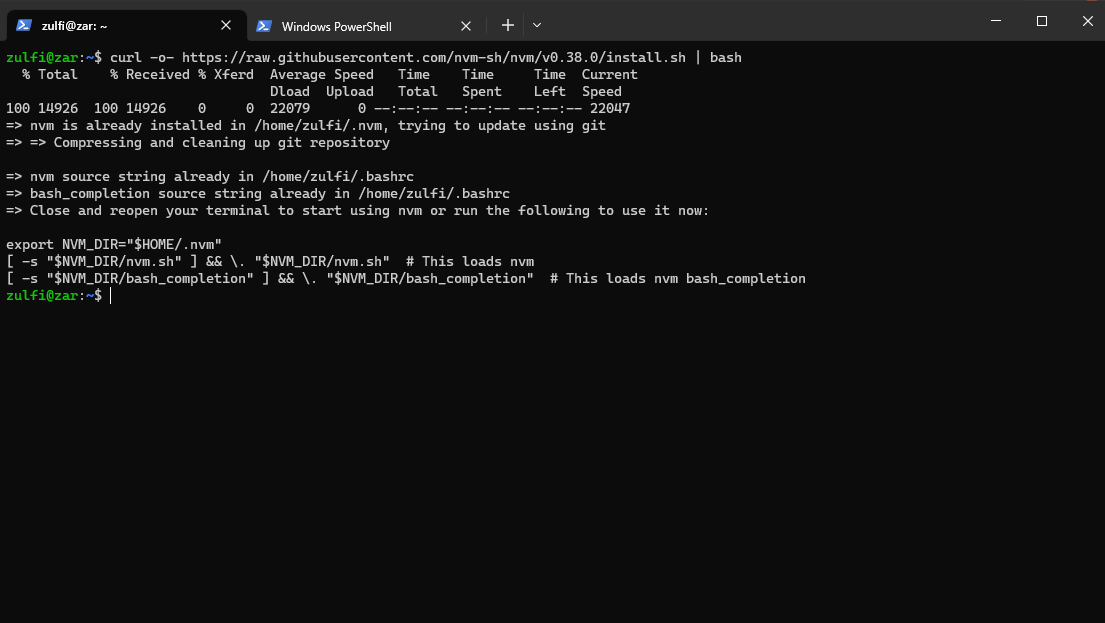 zulfi@zar: ~
Windows PowerShell
zulfi@zar:~$ curl -o- https://raw.githubusercontent.com/nvm-sh/nvm/v0.38.0/install.sh | bash
  % Total    % Received % Xferd  Average Speed   Time    Time     Time  Current
                                 Dload  Upload   Total   Spent    Left  Speed
100 14926  100 14926    0     0  22079      0 --:--:-- --:--:-- --:--:-- 22047
=> nvm is already installed in /home/zulfi/.nvm, trying to update using git
=> => Compressing and cleaning up git repository

=> nvm source string already in /home/zulfi/.bashrc
=> bash_completion source string already in /home/zulfi/.bashrc
=> Close and reopen your terminal to start using nvm or run the following to use it now:

export NVM_DIR="$HOME/.nvm"
[ -s "$NVM_DIR/nvm.sh" ] && \. "$NVM_DIR/nvm.sh"  # This loads nvm
[ -s "$NVM_DIR/bash_completion" ] && \. "$NVM_DIR/bash_completion"  # This loads nvm bash_completion
zulfi@zar:~$